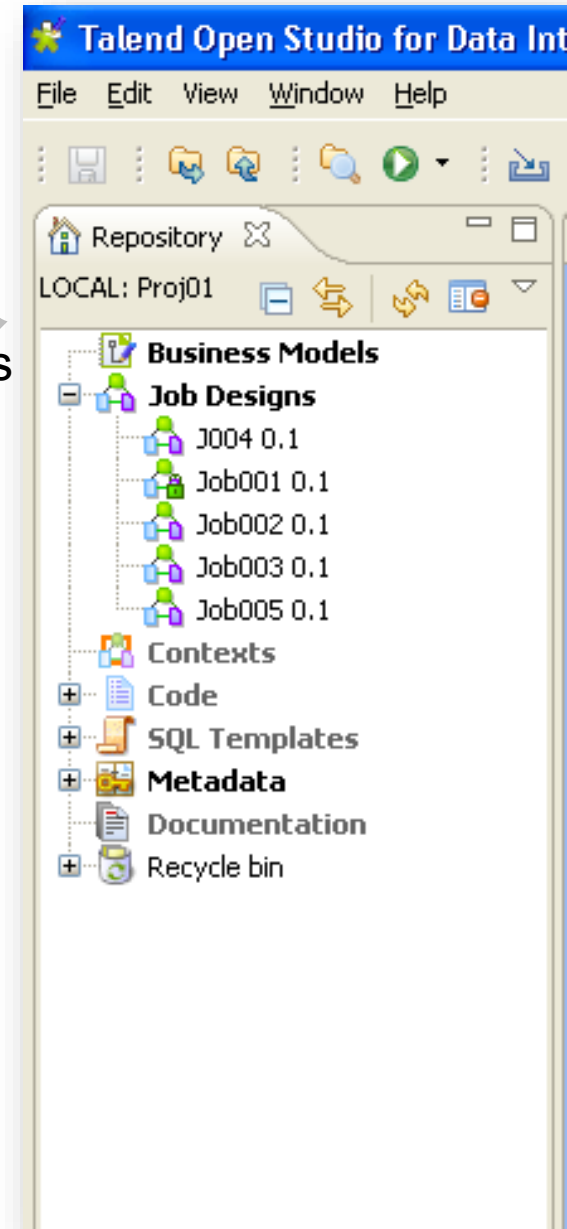 Talend Open Studio for Data Int
File Edit View Window Help
Repository
LOCAL: Proj01
s
Business Models
Job Designs
J004 0.1
Job001 0.1
Job002 0.1
Job003 0.1
Job005 0.1
Contexts
Code
SQL Templates
Metadata
Documentation
Recycle bin